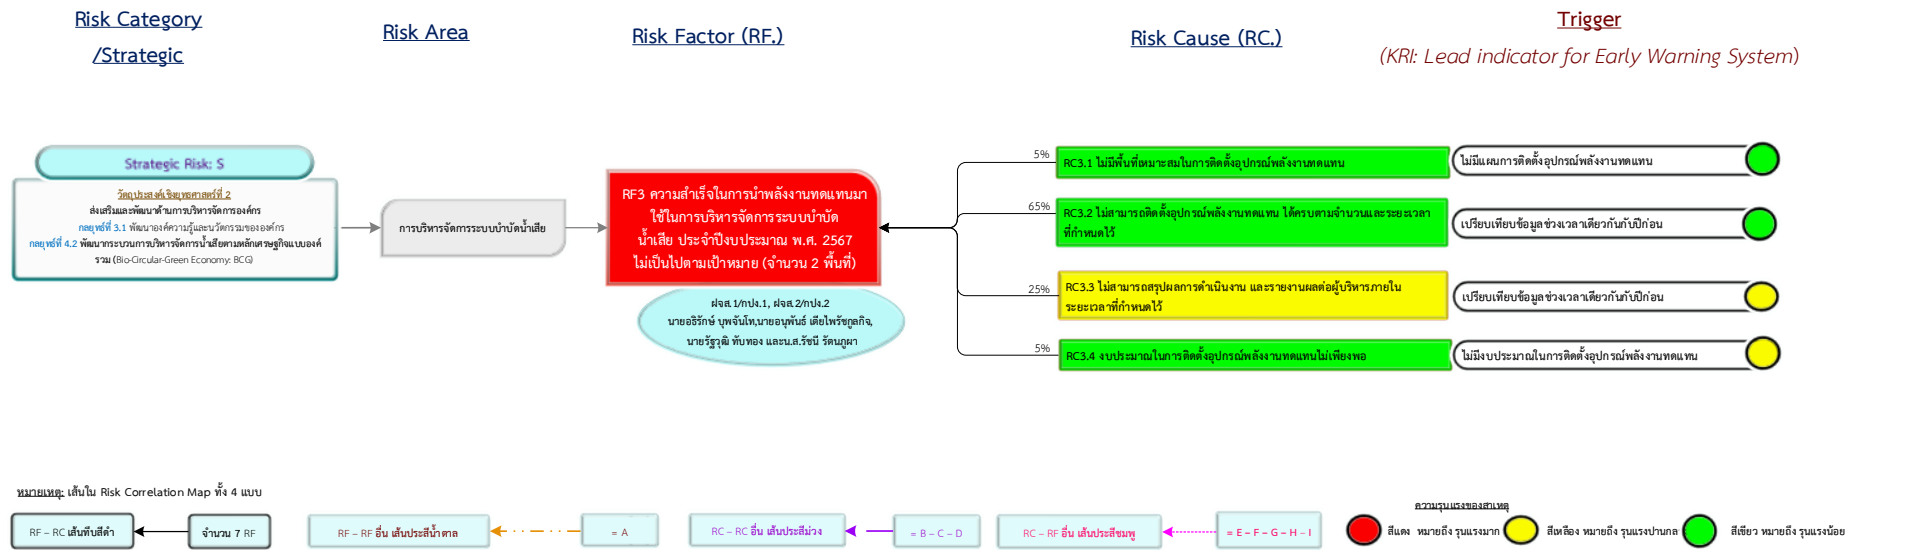 Risk Category
/Strategic
Risk Area
Risk Factor (RF.)
Risk Cause (RC.)
Trigger
(KRI: Lead indicator for Early Warning System)
Strategic Risk: S
วัตถุประสงค์เชิงยุทธศาสตร์ที่ 2
ส่งเสริมและพัฒนาด้านการบริหารจัดการองค์กร
กลยุทธ์ที่ 3.1 พัฒนาองค์ความรู้และนวัตกรรมขององค์กร
กลยุทธ์ที่ 4.2 พัฒนากระบวนการบริหารจัดการน้ำเสียตามหลักเศรษฐกิจแบบองค์
รวม (Bio-Circular-Green Economy: BCG)
การบริหารจัดการระบบบำบัดน้ำเสีย
RF3 ความสำเร็จในการนำพลังงานทดแทนมา
ใช้ในการบริหารจัดการระบบบำบัด
น้ำเสีย ประจำปีงบประมาณ พ.ศ. 2567
ไม่เป็นไปตามเป้าหมาย (จำนวน 2 พื้นที่)
ฝจส.1/กปง.1, ฝจส.2/กปง.2
นายอธิรักษ์ บุพจันโท,นายอนุพันธ์ เตียไพรัชกูลกิจ,
นายรัฐวุฒิ ทับทอง และน.ส.รัชนี รัตนภูผา
5%
RC3.1 ไม่มีพื้นที่เหมาะสมในการติดตั้งอุปกรณ์พลังงานทดแทน
ไม่มีแผนการติดตั้งอุปกรณ์พลังงานทดแทน
65%
RC3.2 ไม่สามารถติดตั้งอุปกรณ์พลังงานทดแทน ได้ครบตามจำนวนและระยะเวลา
ที่กำหนดไว้
เปรียบเทียบข้อมูลช่วงเวลาเดียวกันกับปีก่อน
25%
RC3.3 ไม่สามารถสรุปผลการดำเนินงาน และรายงานผลต่อผู้บริหารภายใน
ระยะเวลาที่กำหนดไว้
เปรียบเทียบข้อมูลช่วงเวลาเดียวกันกับปีก่อน
5%
RC3.4 งบประมาณในการติดตั้งอุปกรณ์พลังงานทดแทนไม่เพียงพอ
ไม่มีงบประมาณในการติดตั้งอุปกรณ์พลังงานทดแทน
หมายเหตุ: เส้นใน Risk Correlation Map ทั้ง 4 แบบ
RF – RC เส้นทึบสีดำ
จำนวน 7 RF
RF – RF อื่น เส้นประสีน้ำตาล
= A
RC – RC อื่น เส้นประสีม่วง
= B – C – D
RC – RF อื่น เส้นประสีชมพู
= E – F – G – H – I
ความรุนแรงของสาเหตุ
สีแดง หมายถึง รุนแรงมาก
สีเหลือง หมายถึง รุนแรงปานกลาง
สีเขียว หมายถึง รุนแรงน้อย